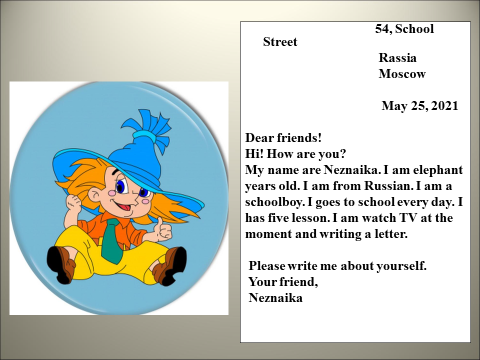 54, School
Street
Rassia
Moscow
May 25, 2021
Dear friends!
Hi! How are you?
My name are Neznaika. I am elephant
years old. I am from Russian. I am a
schoolboy. I goes to school every day. I
has five lesson. I am watch TV at the
moment and writing a letter.
Please write me about yourself.
Your friend,
Neznaika